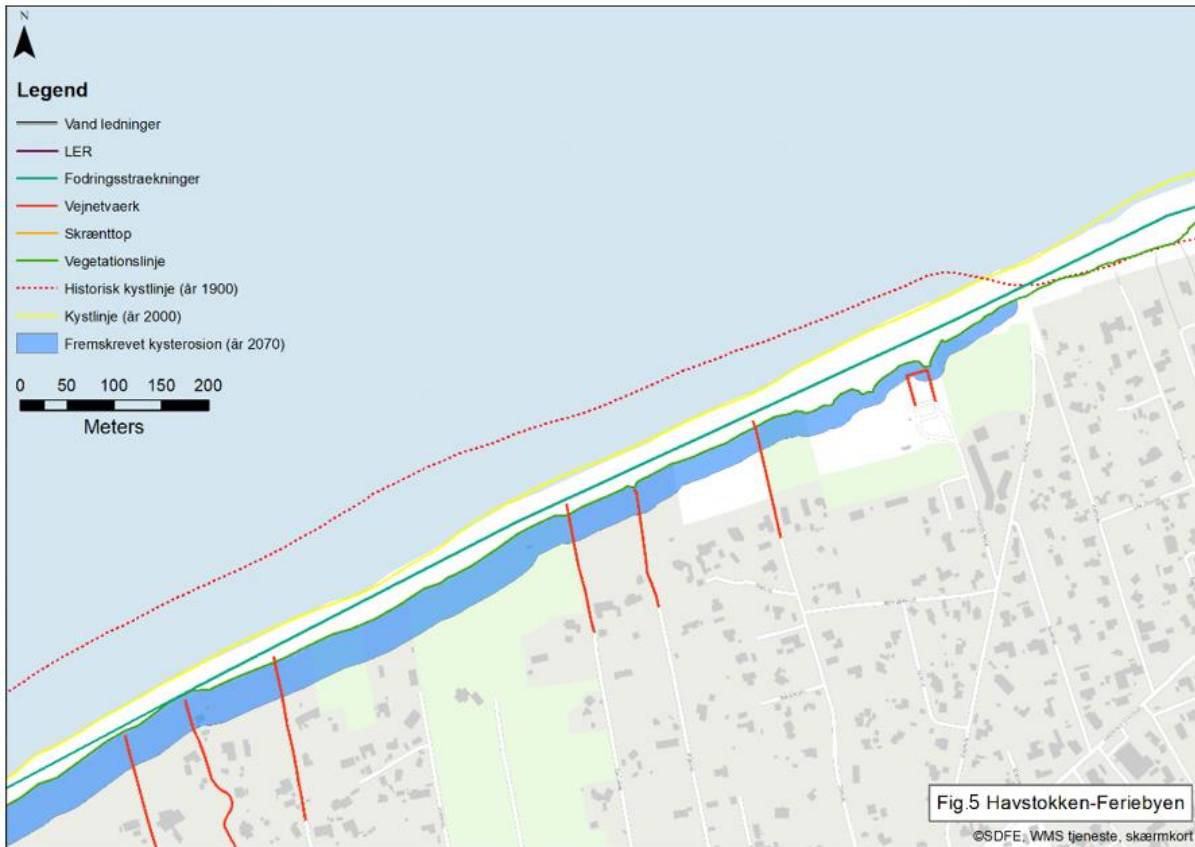 N
Legend
Vand ledninger
LER
Fodringsstraekninger
Vejnetvaerk
Skrænttop
Vegetationslinje
Historisk kystlinje (år 1900)
Kystlinje (år 2000)
Fremskrevet kysterosion (år 2070)
0 50 100 150 200
Meters
Fig.5 Havstokken-Feriebyen
©SDFE, WMS tjeneste, skærmkort